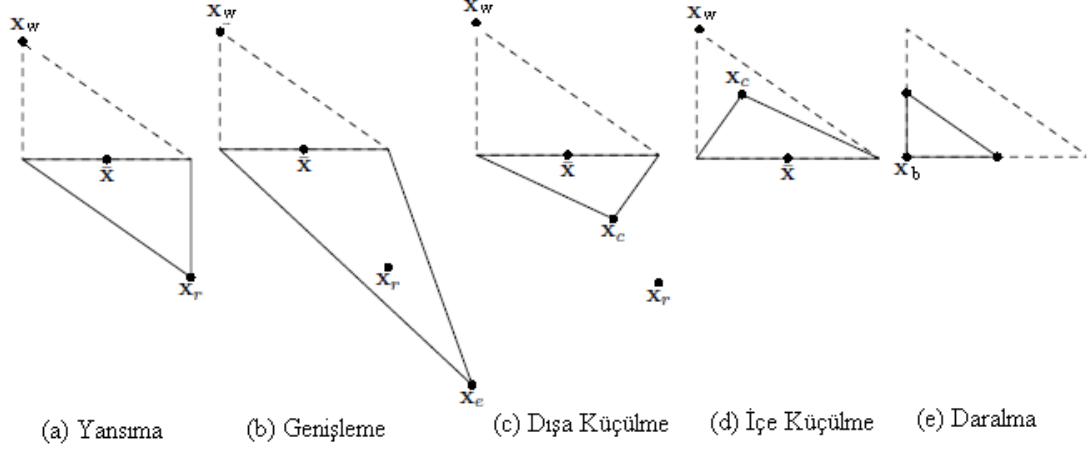 x_w
x̄
x_r
(a) Yansıma
x_w
x̄
x_r
x_e
(b) Genişleme
x_w
x̄
x_c
x_r
(c) Dışa Küçülme
x_w
x_c
x̄
(d) İçe Küçülme
x_b
(e) Daralma